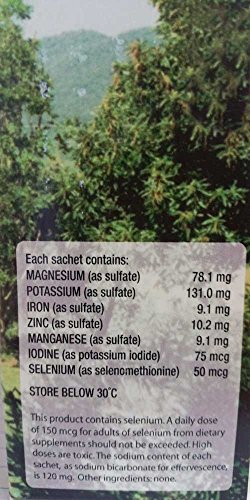 Each sachet contains:
MAGNESIUM (as sulfate) 78.1 mg
POTASSIUM (as sulfate) 131.0 mg
IRON (as sulfate) 9.1 mg
ZINC (as sulfate) 10.2 mg
MANGANESE (as sulfate) 9.1 mg
IODINE (as potassium iodide) 75 mcg
SELENIUM (as selenomethionine) 50 mcg
STORE BELOW 30˚C
This product contains selenium. A daily dose
of 150 mcg for adults of selenium from dietary
supplements should not be exceeded. High
doses are toxic. The sodium content of each
sachet, as sodium bicarbonate for effervescence,
is 120 mg. Other ingredients: none.